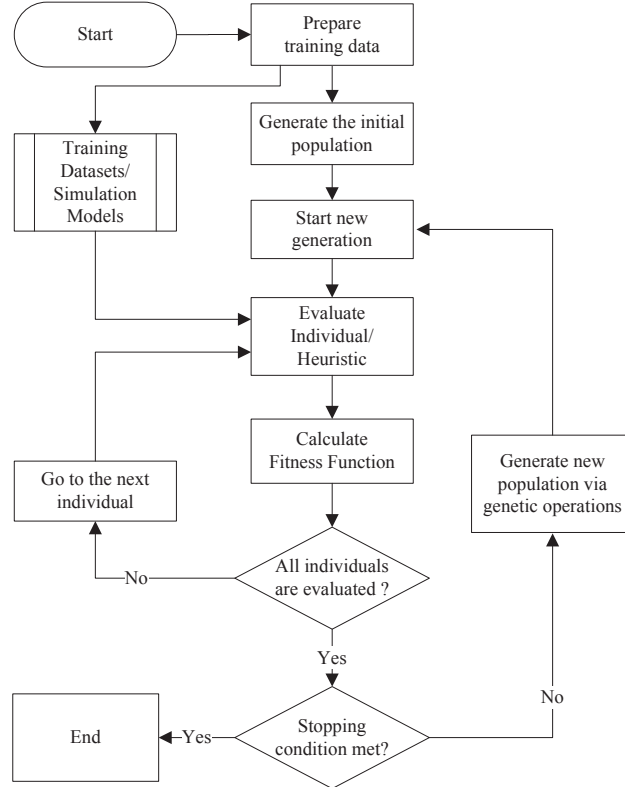 Start
Prepare
training data
Generate the initial
population
Training
Datasets/
Simulation
Models
Start new
generation
Evaluate
Individual/
Heuristic
Calculate
Fitness Function
Go to the next
individual
Generate new
population via
genetic operations
All individuals
are evaluated ?
No
Yes
No
Stopping
condition met?
Yes
End